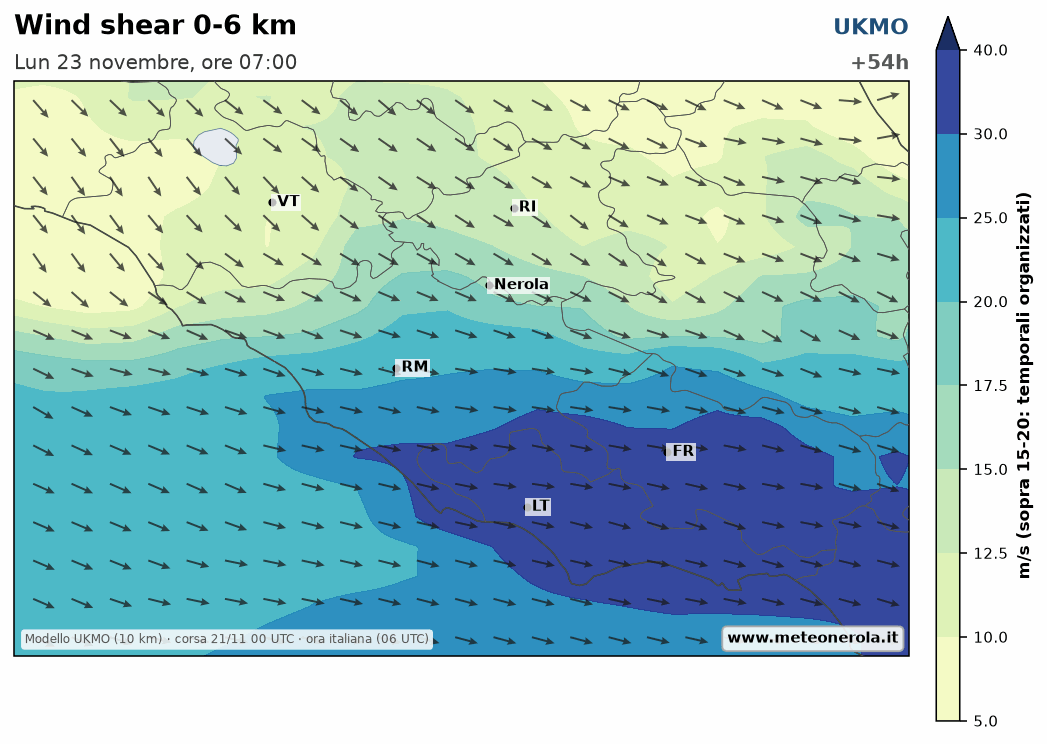 Wind shear 0-6 km
UKMO
Lun 23 novembre, ore 07:00
+54h
40.0
30.0
25.0
20.0
17.5
15.0
12.5
10.0
5.0
m/s (sopra 15-20: temporali organizzati)
VT
RI
Nerola
RM
FR
LT
Modello UKMO (10 km) · corsa 21/11 00 UTC · ora italiana (06 UTC)
www.meteonerola.it